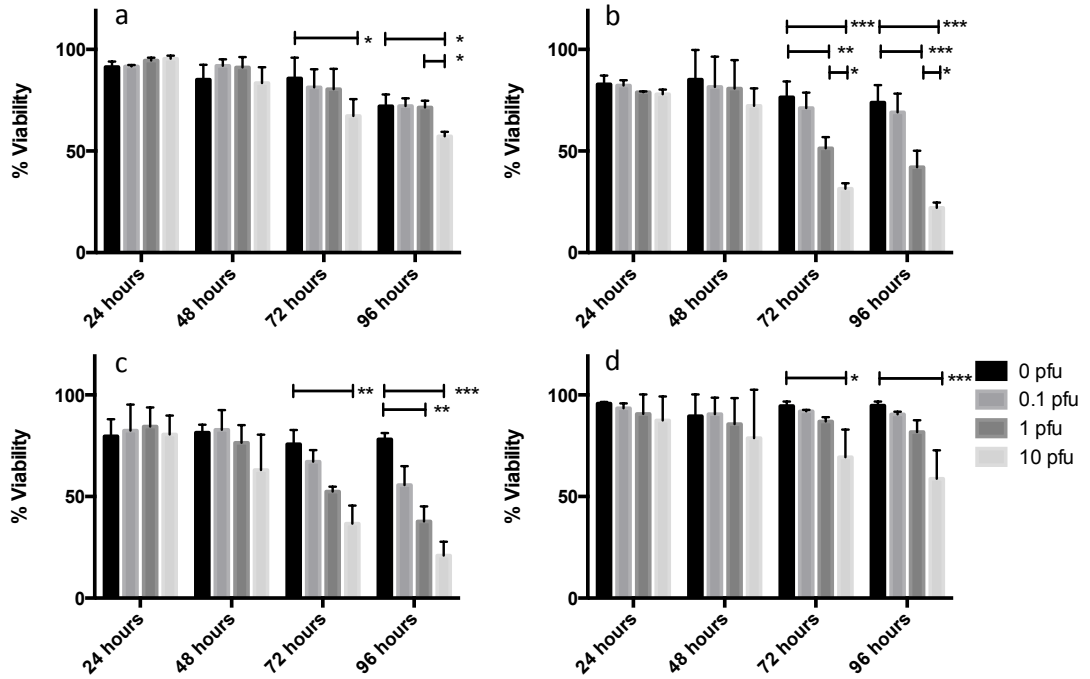 a
b
* *
*
*** ***
** ***
* *
100
50
0
% Viability
24 hours
48 hours
72 hours
96 hours
100
50
0
% Viability
24 hours
48 hours
72 hours
96 hours
c
d
** ***
**
* ***
100
50
0
% Viability
24 hours
48 hours
72 hours
96 hours
100
50
0
% Viability
24 hours
48 hours
72 hours
96 hours
0 pfu
0.1 pfu
1 pfu
10 pfu